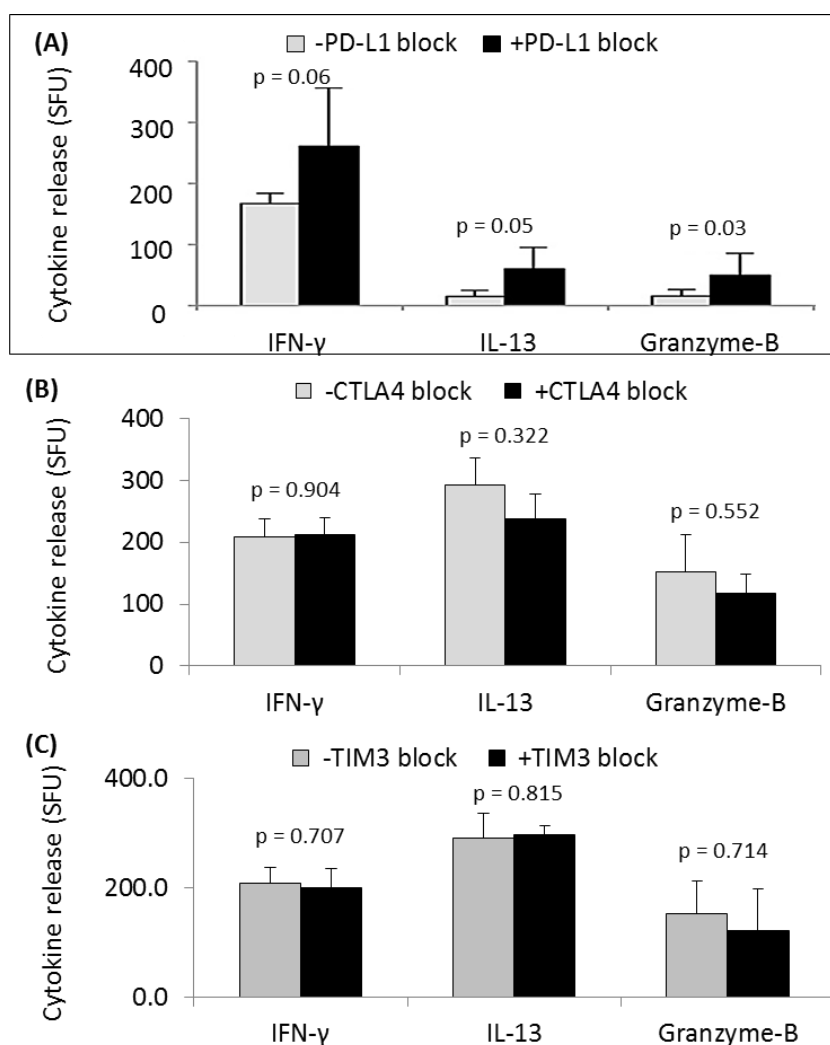 (A)
-PD-L1 block +PD-L1 block
Cytokine release (SFU)
400
300
200
100
0
p = 0.06
p = 0.05
p = 0.03
IFN-γ IL-13 Granzyme-B
(B)
-CTLA4 block +CTLA4 block
Cytokine release (SFU)
400
300
200
100
0
p = 0.904
p = 0.322
p = 0.552
IFN-γ IL-13 Granzyme-B
(C)
-TIM3 block +TIM3 block
Cytokine release (SFU)
400.0
200.0
0.0
p = 0.707
p = 0.815
p = 0.714
IFN-γ IL-13 Granzyme-B